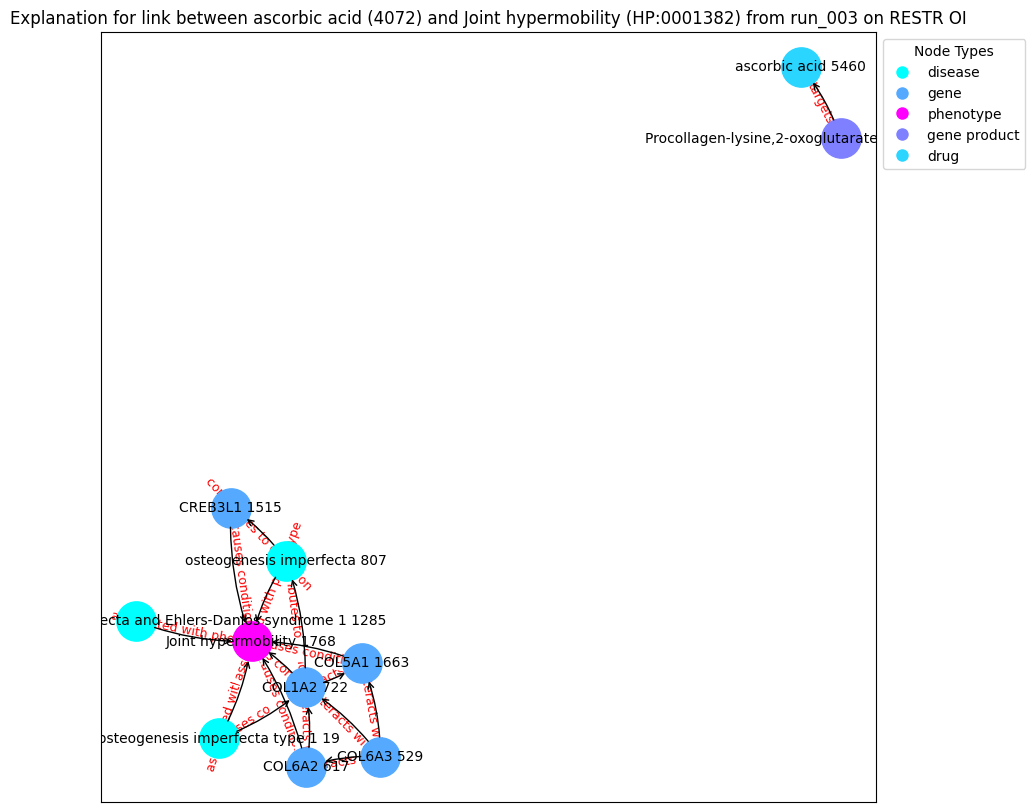 Explanation for link between ascorbic acid (4072) and Joint hypermobility (HP:0001382) from run_003 on RESTR OI
Node Types
disease
gene
phenotype
gene product
drug
ascorbic acid 5460
targets
Procollagen-lysine,2-oxoglutarate
CREB3L1 1515
osteogenesis imperfecta 807
ecta and Ehlers-Danlos syndrome 1 1285
Joint hypermobility 1768
COL5A1 1663
COL1A2 722
osteogenesis imperfecta type 1 19
COL6A3 529
COL6A2 617